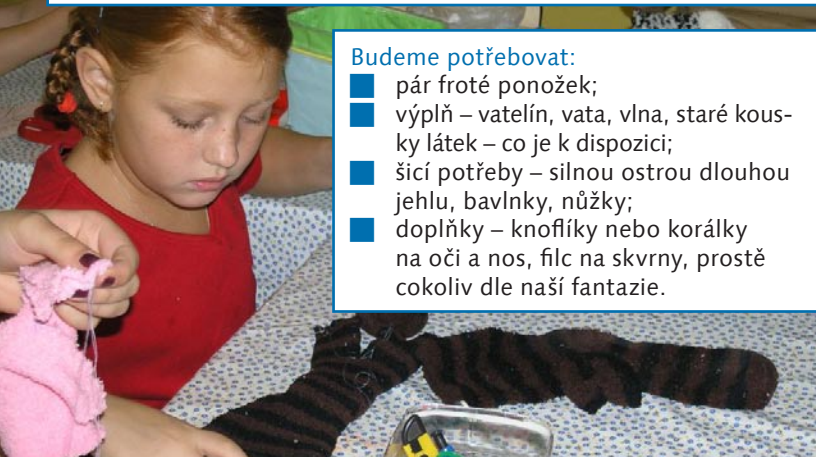 Budeme potřebovat:
pár froté ponožek;
výplň – vatelín, vata, vlna, staré kous-
ky látek – co je k dispozici;
šicí potřeby – silnou ostrou dlouhou
jehlu, bavlnky, nůžky;
doplňky – knoflíky nebo korálky
na oči a nos, filc na skvrny, prostě
cokoliv dle naší fantazie.